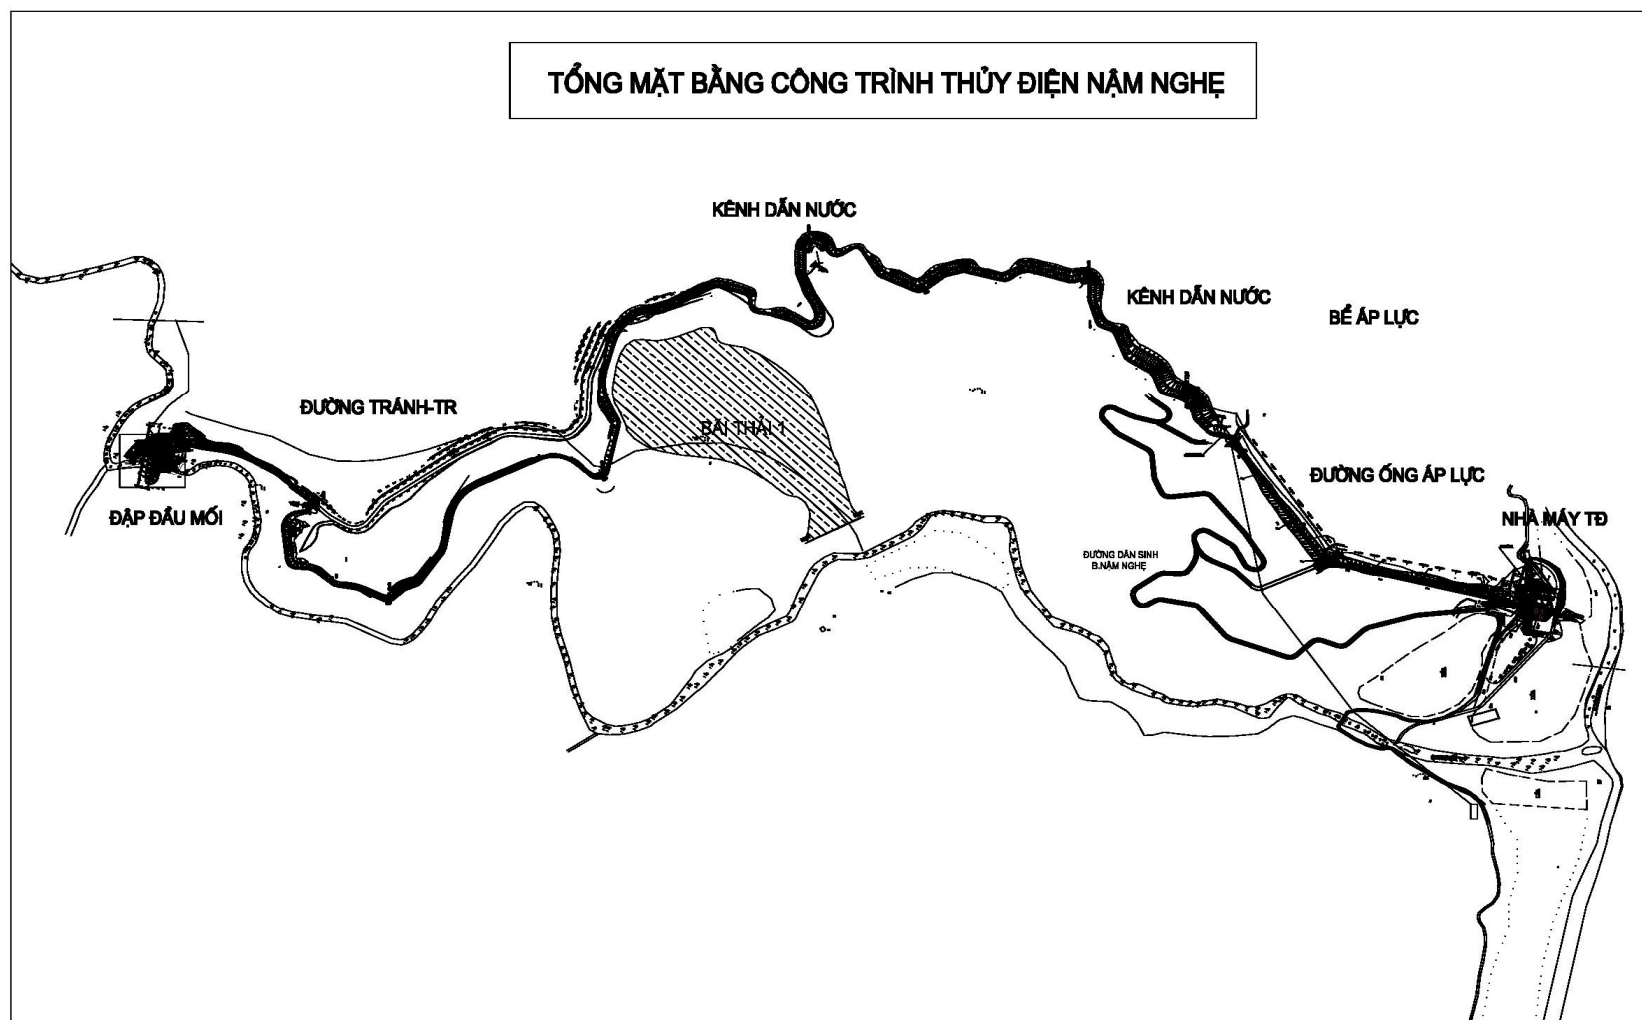 TỔNG MẶT BẰNG CÔNG TRÌNH THỦY ĐIỆN NẬM NGHẸ
KÊNH DẪN NƯỚC
KÊNH DẪN NƯỚC
BỂ ÁP LỰC
ĐƯỜNG TRÁNH-TR
BÃI THẢI 1
ĐƯỜNG ỐNG ÁP LỰC
ĐẬP ĐẦU MỐI
NHÀ MÁY TĐ
ĐƯỜNG DÂN SINH
B.NẬM NGHẸ